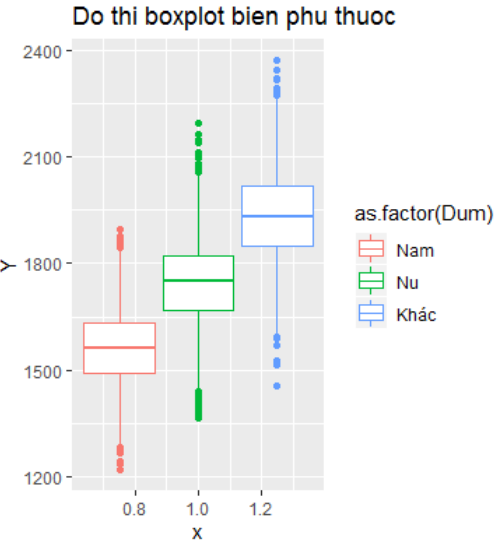 Do thi boxplot bien phu thuoc
2400
2100
1800
1500
1200
Y
0.8 1.0 1.2
x
as.factor(Dum)
Nam
Nu
Khác